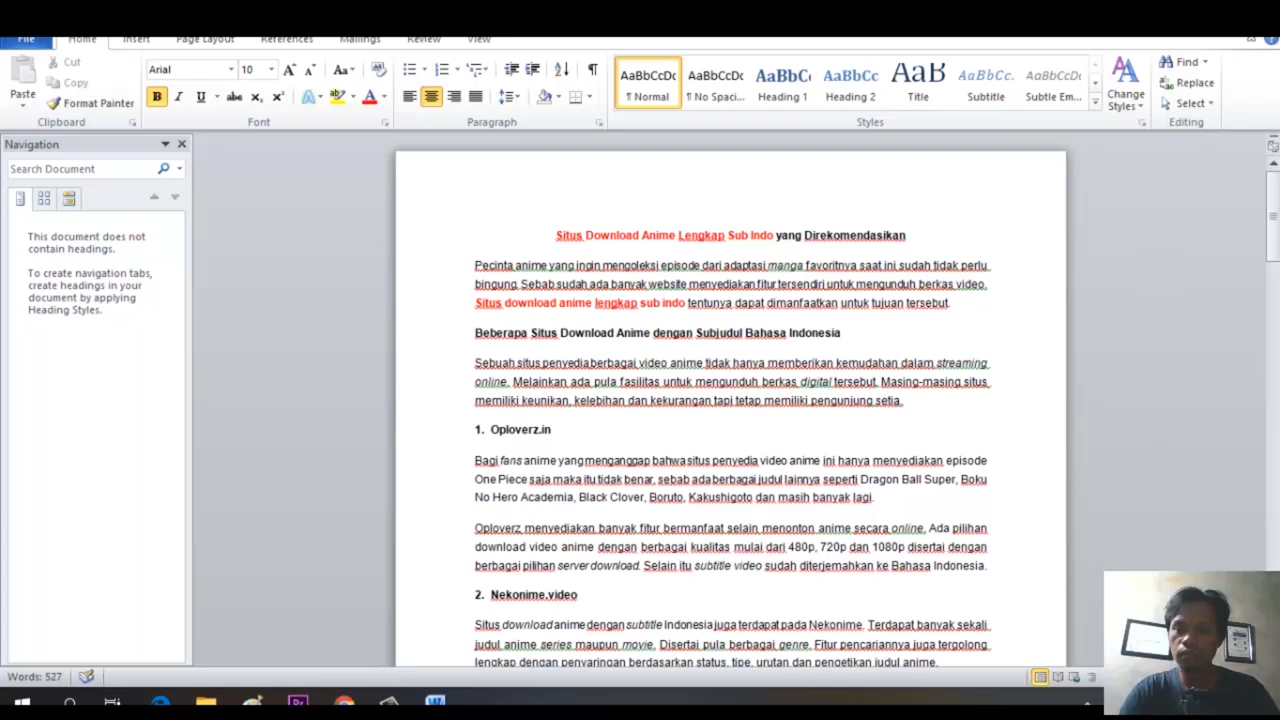 File Home Insert Page Layout References Mailings Review View
Cut
Copy
Paste
Format Painter
Clipboard
Arial 10
Font
Paragraph
AaBbCcDc AaBbCcDc AaBbC AaBbCc AaB AaBbCc. AaBbCcDc
¶ Normal ¶ No Spaci... Heading 1 Heading 2 Title Subtitle Subtle Em...
Styles
Change
Styles
Find
Replace
Select
Editing
Navigation
Search Document
This document does not
contain headings.
To create navigation tabs,
create headings in your
document by applying
Heading Styles.
Situs Download Anime Lengkap Sub Indo yang Direkomendasikan
Pecinta anime yang ingin mengoleksi episode dari adaptasi manga favoritnya saat ini sudah tidak perlu
bingung. Sebab sudah ada banyak website menyediakan fitur tersendiri untuk mengunduh berkas video.
Situs download anime lengkap sub indo tentunya dapat dimanfaatkan untuk tujuan tersebut.
Beberapa Situs Download Anime dengan Subjudul Bahasa Indonesia
Sebuah situs penyedia berbagai video anime tidak hanya memberikan kemudahan dalam streaming
online. Melainkan ada pula fasilitas untuk mengunduh berkas digital tersebut. Masing-masing situs
memiliki keunikan, kelebihan dan kekurangan tapi tetap memiliki pengunjung setia.
1. Oploverz.in
Bagi fans anime yang menganggap bahwa situs penyedia video anime ini hanya menyediakan episode
One Piece saja maka itu tidak benar, sebab ada berbagai judul lainnya seperti Dragon Ball Super, Boku
No Hero Academia, Black Clover, Boruto, Kakushigoto dan masih banyak lagi.
Oploverz menyediakan banyak fitur bermanfaat selain menonton anime secara online. Ada pilihan
download video anime dengan berbagai kualitas mulai dari 480p, 720p dan 1080p disertai dengan
berbagai pilihan server download. Selain itu subtitle video sudah diterjemahkan ke Bahasa Indonesia.
2. Nekonime.video
Situs download anime dengan subtitle Indonesia juga terdapat pada Nekonime. Terdapat banyak sekali
judul anime series maupun movie. Disertai pula berbagai genre. Fitur pencariannya juga tergolong
lengkap dengan penyaringan berdasarkan status, tipe, urutan dan pengetikan judul anime.
Words: 527